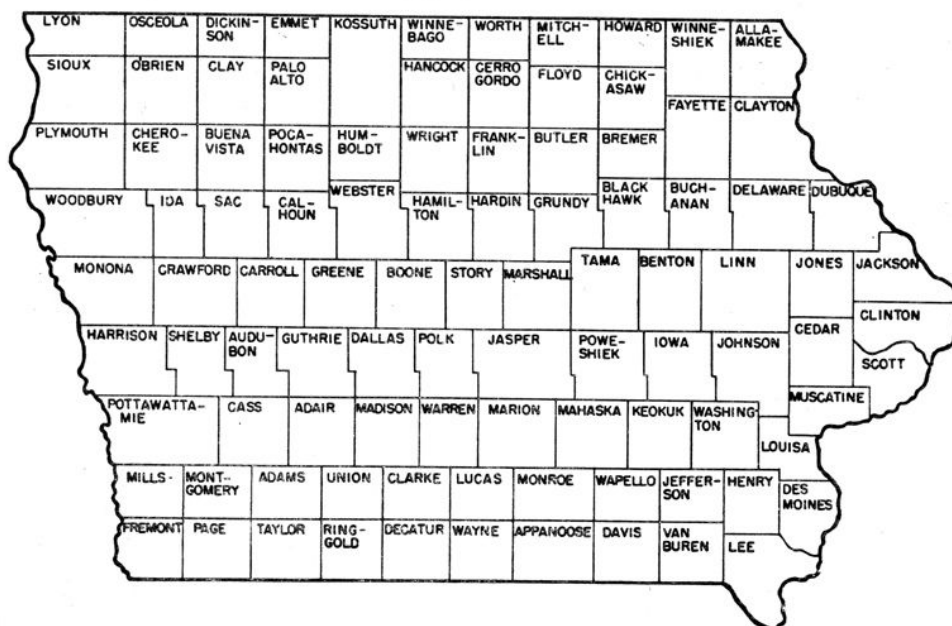 LYON
OSCEOLA
DICKIN-
SON
EMMET
KOSSUTH
WINNE-
BAGO
WORTH
MITCH-
ELL
HOWARD
WINNE-
SHIEK
ALLA-
MAKEE
SIOUX
O'BRIEN
CLAY
PALO
ALTO
HANCOCK
CERRO
GORDO
FLOYD
CHICK-
ASAW
FAYETTE
CLAYTON
PLYMOUTH
CHERO-
KEE
BUENA
VISTA
POCA-
HONTAS
HUM-
BOLDT
WRIGHT
FRANK-
LIN
BUTLER
BREMER
WOODBURY
IDA
SAC
CAL-
HOUN
WEBSTER
HAMIL-
TON
HARDIN
GRUNDY
BLACK
HAWK
BUCH-
ANAN
DELAWARE
DUBUQUE
MONONA
CRAWFORD
CARROLL
GREENE
BOONE
STORY
MARSHALL
TAMA
BENTON
LINN
JONES
JACKSON
CLINTON
HARRISON
SHELBY
AUDU-
BON
GUTHRIE
DALLAS
POLK
JASPER
POWE-
SHIEK
IOWA
JOHNSON
CEDAR
SCOTT
MUSCATINE
POTTAWATTA-
MIE
CASS
ADAIR
MADISON
WARREN
MARION
MAHASKA
KEOKUK
WASHING-
TON
LOUISA
MILLS-
MONT-
GOMERY
ADAMS
UNION
CLARKE
LUCAS
MONROE
WAPELLO
JEFFER-
SON
HENRY
DES
MOINES
FREMONT
PAGE
TAYLOR
RING-
GOLD
DECATUR
WAYNE
APPANOOSE
DAVIS
VAN
BUREN
LEE